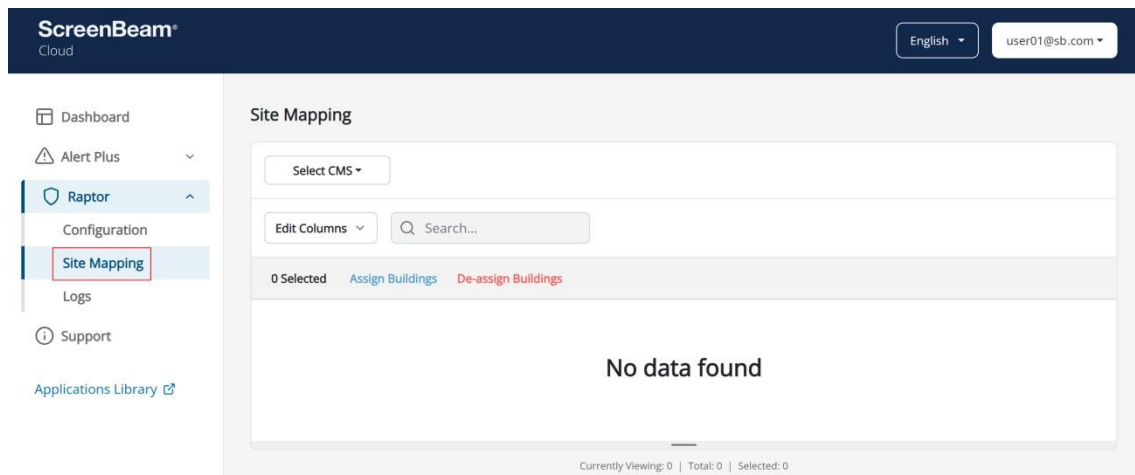 ScreenBeam®
Cloud
English
user01@sb.com
Dashboard
Alert Plus
Raptor
Configuration
Site Mapping
Logs
Support
Applications Library
Site Mapping
Select CMS
Edit Columns
Search...
0 Selected Assign Buildings De-assign Buildings
No data found
Currently Viewing: 0 | Total: 0 | Selected: 0